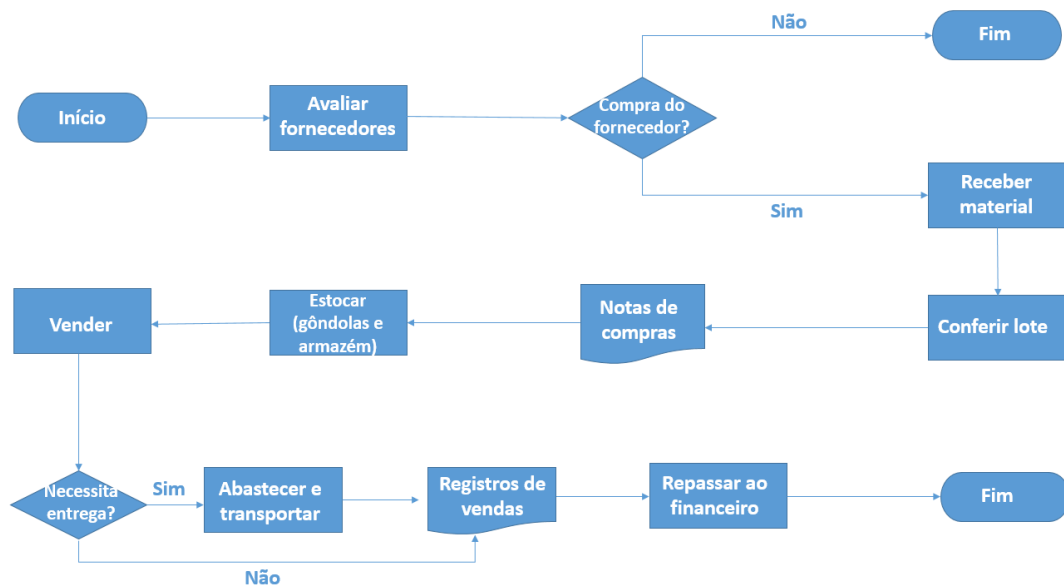 Não
Fim
Início
Avaliar
fornecedores
Compra do
fornecedor?
Sim
Receber
material
Vender
Estocar
(gôndolas e
armazém)
Notas de
compras
Conferir lote
Necessita
entrega?
Sim
Abastecer e
transportar
Registros de
vendas
Repassar ao
financeiro
Fim
Não